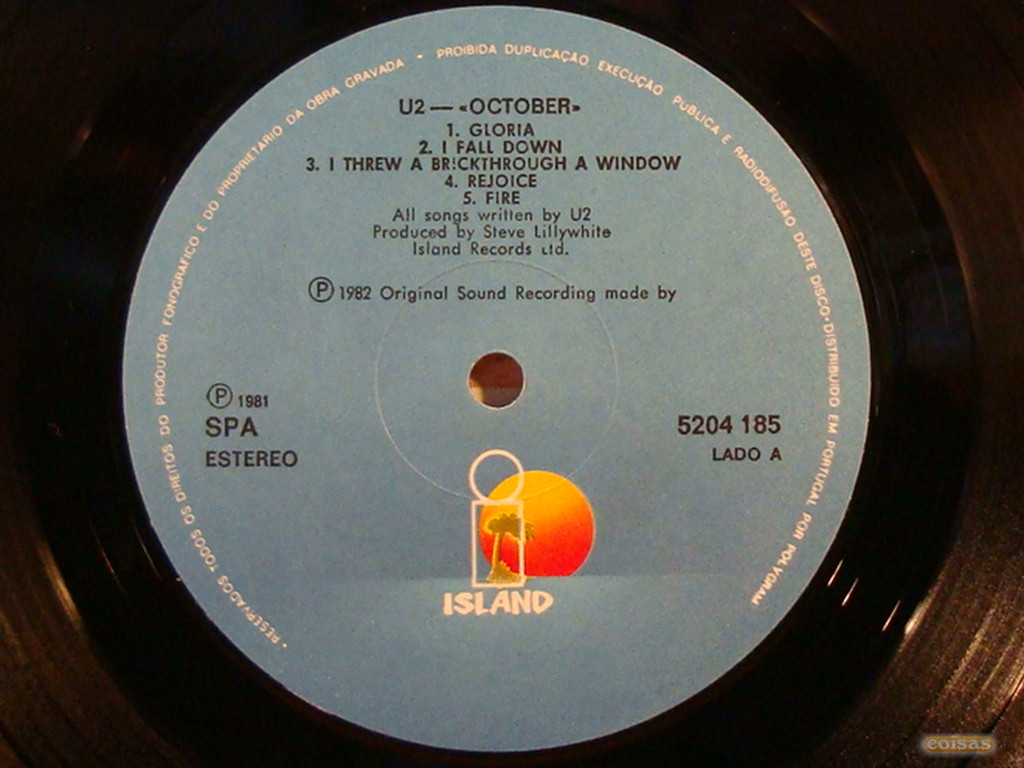 • RESERVADOS TODOS OS DIREITOS DO PRODUTOR FONOGRAFICO E DO PROPRIETARIO DA OBRA GRAVADA - PROIBIDA DUPLICAÇÃO, EXECUÇÃO PUBLICA E RADIODIFUSÃO DESTE DISCO·DISTRIBUIDO EM PORTUGAL POR POLYGRAM
U2 — «OCTOBER»
1. GLORIA
2. I FALL DOWN
3. I THREW A BRICKTHROUGH A WINDOW
4. REJOICE
5. FIRE
All songs written by U2
Produced by Steve Lillywhite
Island Records Ltd.
Ⓟ 1982 Original Sound Recording made by
Ⓟ 1981
SPA
ESTEREO
5204 185
LADO A
ISLAND
coisas